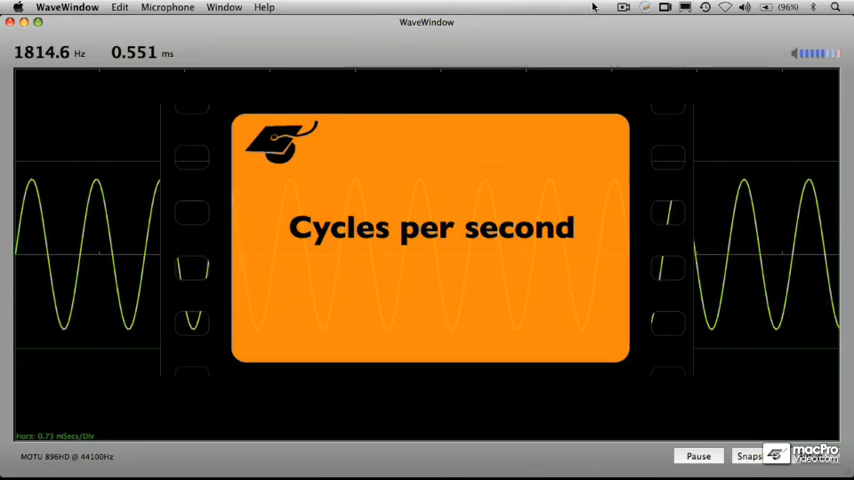 WaveWindow Edit Microphone Window Help (96%)
WaveWindow
1814.6 Hz 0.551 ms
Cycles per second
Horz: 0.73 mSecs/Div
MOTU 896HD @ 44100Hz
Pause Snaps
macPro
video.com